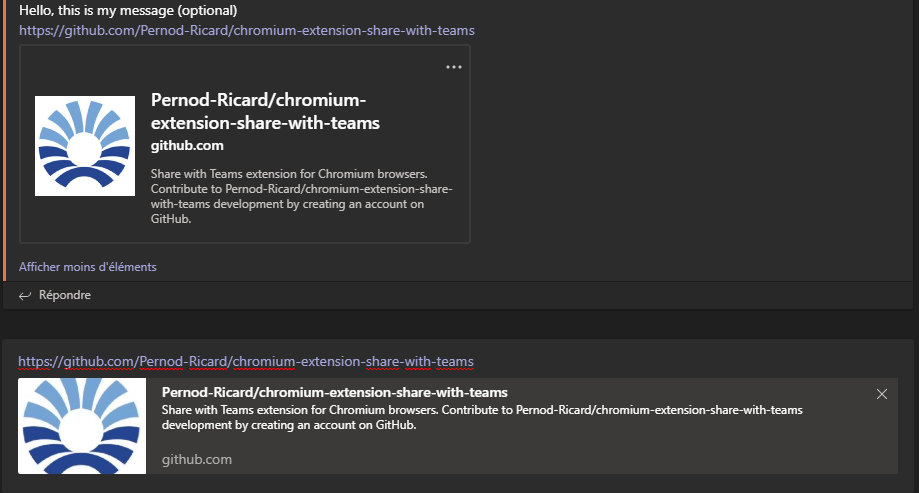 Hello, this is my message (optional)
https://github.com/Pernod-Ricard/chromium-extension-share-with-teams
Pernod-Ricard/chromium-
extension-share-with-teams
github.com
Share with Teams extension for Chromium browsers.
Contribute to Pernod-Ricard/chromium-extension-share-
with-teams development by creating an account on
GitHub.
Afficher moins d'éléments
Répondre
https://github.com/Pernod-Ricard/chromium-extension-share-with-teams
Pernod-Ricard/chromium-extension-share-with-teams
Share with Teams extension for Chromium browsers. Contribute to Pernod-Ricard/chromium-extension-share-with-teams
development by creating an account on GitHub.
github.com